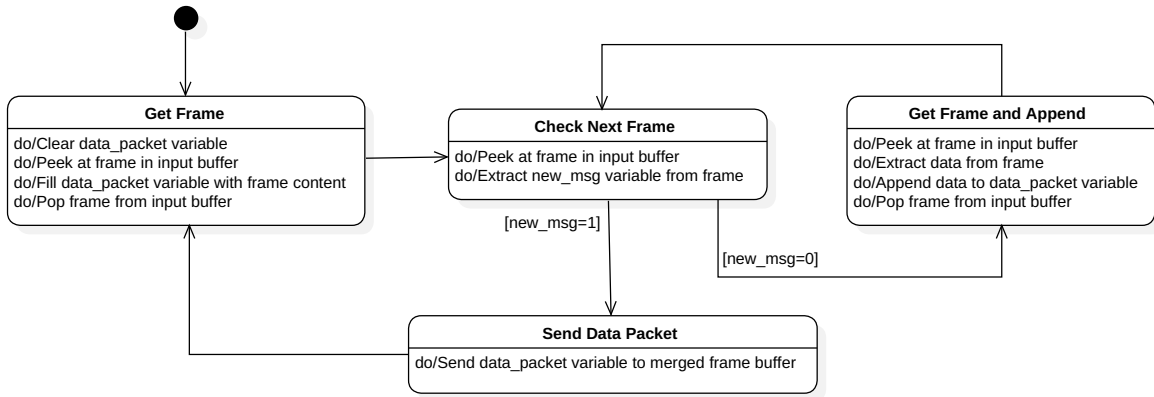 Get Frame
do/Clear data_packet variable
do/Peek at frame in input buffer
do/Fill data_packet variable with frame content
do/Pop frame from input buffer
Check Next Frame
do/Peek at frame in input buffer
do/Extract new_msg variable from frame
Get Frame and Append
do/Peek at frame in input buffer
do/Extract data from frame
do/Append data to data_packet variable
do/Pop frame from input buffer
[new_msg=1]
[new_msg=0]
Send Data Packet
do/Send data_packet variable to merged frame buffer